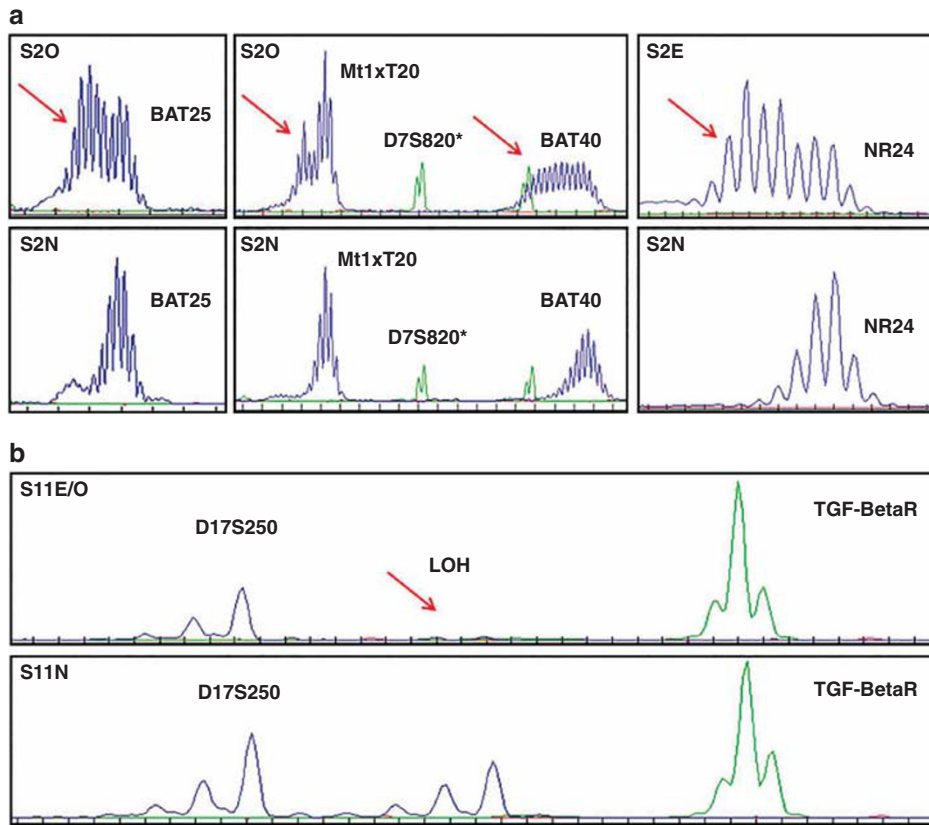 a
S2O
BAT25
S2O
Mt1xT20
D7S820*
BAT40
S2E
NR24
S2N
BAT25
S2N
Mt1xT20
D7S820*
BAT40
S2N
NR24
b
S11E/O
D17S250
LOH
TGF-BetaR
S11N
D17S250
TGF-BetaR